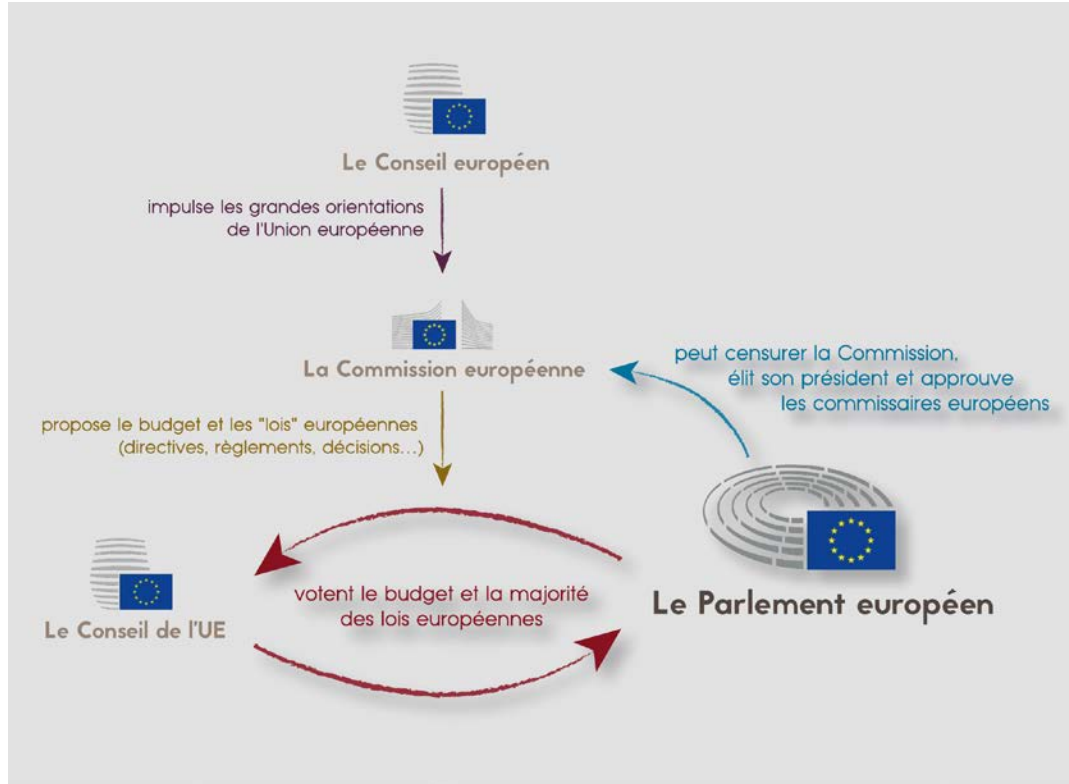 Le Conseil européen
impulse les grandes orientations
de l'Union européenne
La Commission européenne
peut censurer la Commission,
élit son président et approuve
les commissaires européens
propose le budget et les "lois" européennes
(directives, règlements, décisions...)
Le Conseil de l'UE
votent le budget et la majorité
des lois européennes
Le Parlement européen